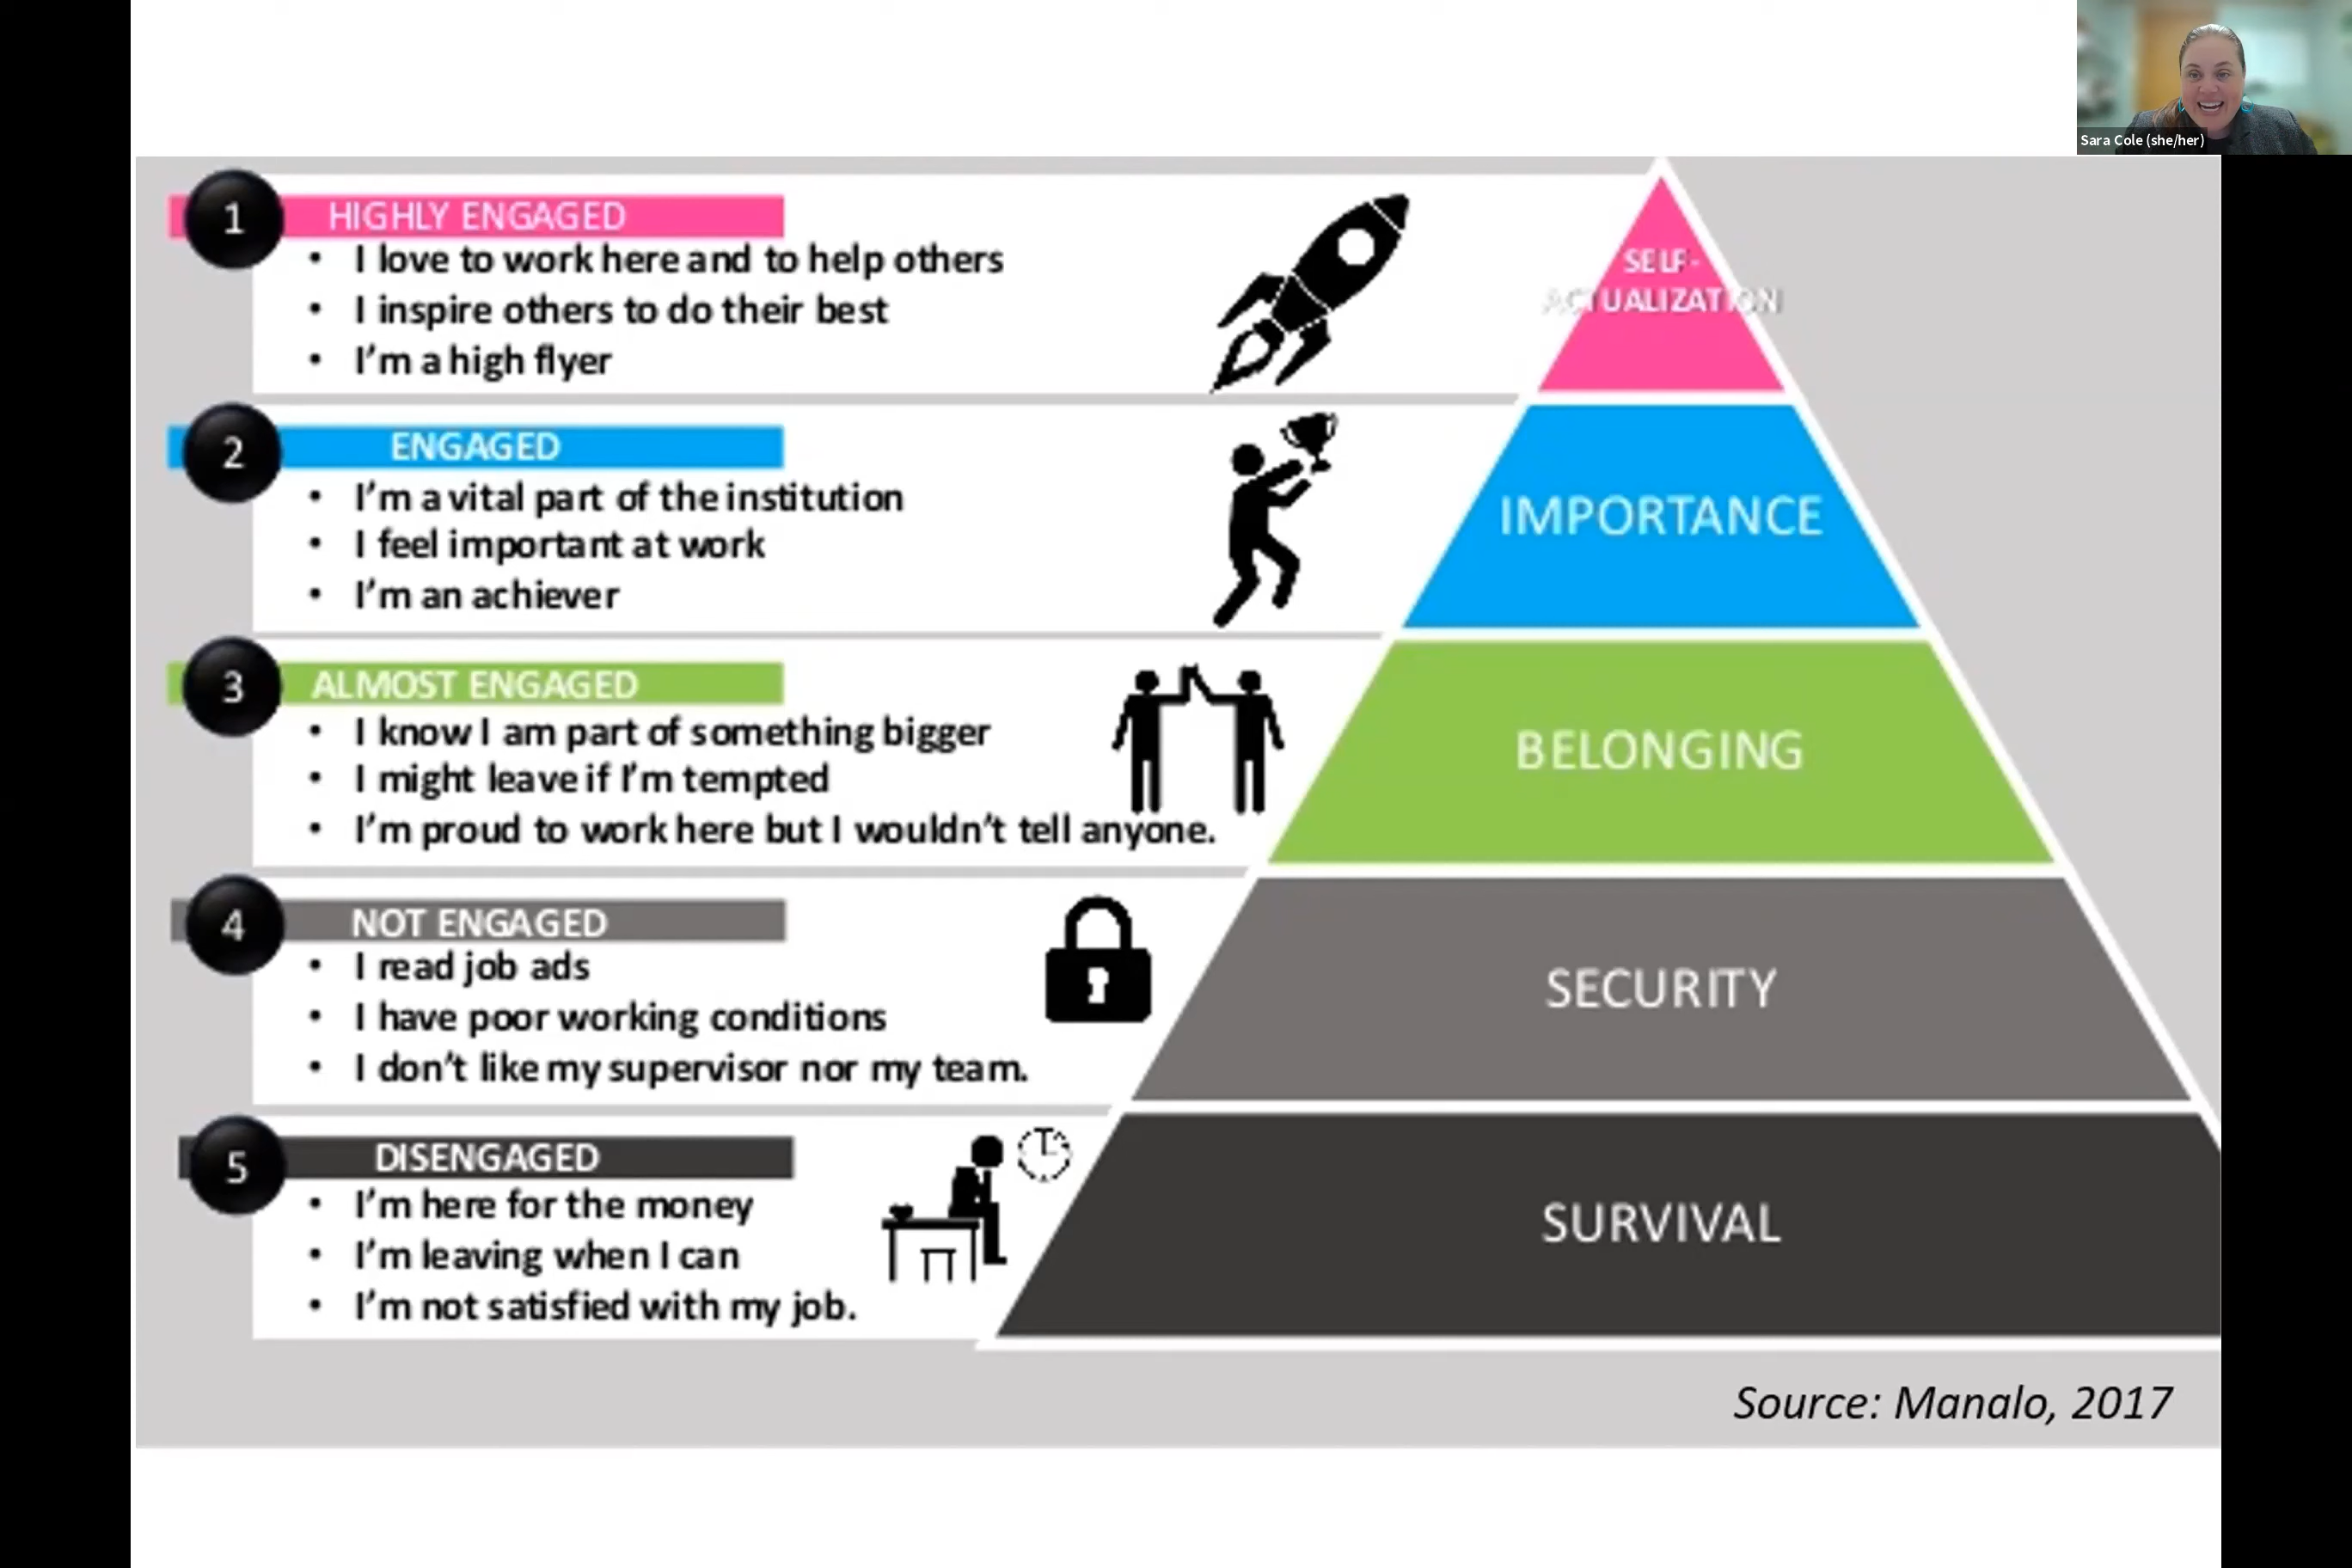 Sara Cole (she/her)
1
HIGHLY ENGAGED
• I love to work here and to help others
• I inspire others to do their best
• I'm a high flyer
SELF-
ACTUALIZATION
2
ENGAGED
• I'm a vital part of the institution
• I feel important at work
• I'm an achiever
IMPORTANCE
3
ALMOST ENGAGED
• I know I am part of something bigger
• I might leave if I'm tempted
• I'm proud to work here but I wouldn't tell anyone.
BELONGING
4
NOT ENGAGED
• I read job ads
• I have poor working conditions
• I don't like my supervisor nor my team.
SECURITY
5
DISENGAGED
• I'm here for the money
• I'm leaving when I can
• I'm not satisfied with my job.
SURVIVAL
Source: Manalo, 2017